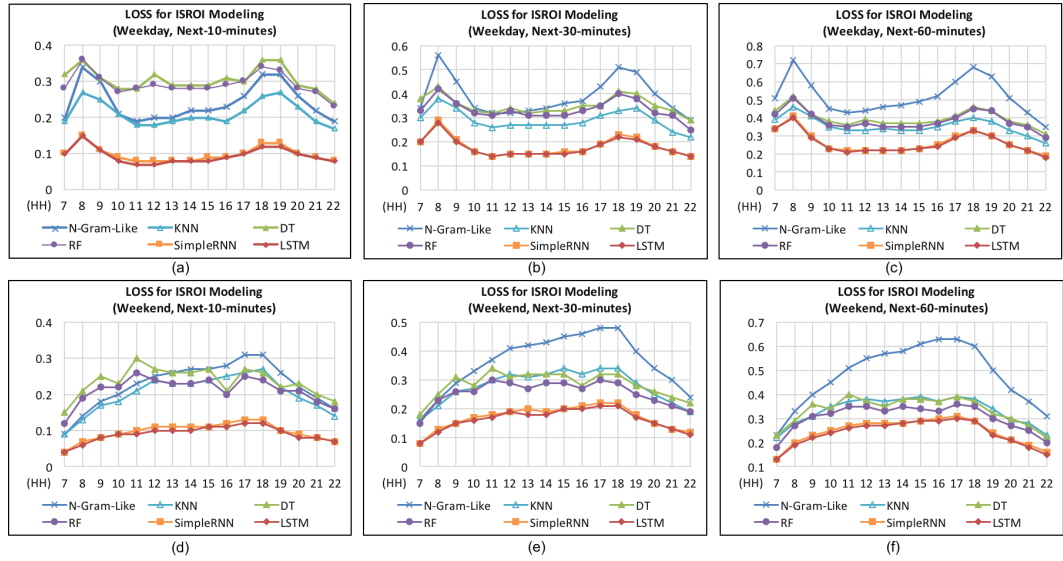 LOSS for ISROI Modeling
(Weekday, Next-10-minutes)
0.4
0.3
0.2
0.1
0
(HH) 7 8 9 10 11 12 13 14 15 16 17 18 19 20 21 22
N-Gram-Like KNN DT
RF SimpleRNN LSTM
(a)
LOSS for ISROI Modeling
(Weekday, Next-30-minutes)
0.6
0.5
0.4
0.3
0.2
0.1
0
(HH) 7 8 9 10 11 12 13 14 15 16 17 18 19 20 21 22
N-Gram-Like KNN DT
RF SimpleRNN LSTM
(b)
LOSS for ISROI Modeling
(Weekday, Next-60-minutes)
0.8
0.7
0.6
0.5
0.4
0.3
0.2
0.1
0
(HH) 7 8 9 10 11 12 13 14 15 16 17 18 19 20 21 22
N-Gram-Like KNN DT
RF SimpleRNN LSTM
(c)
LOSS for ISROI Modeling
(Weekend, Next-10-minutes)
0.4
0.3
0.2
0.1
0
(HH) 7 8 9 10 11 12 13 14 15 16 17 18 19 20 21 22
N-Gram-Like KNN DT
RF SimpleRNN LSTM
(d)
LOSS for ISROI Modeling
(Weekend, Next-30-minutes)
0.5
0.4
0.3
0.2
0.1
0
(HH) 7 8 9 10 11 12 13 14 15 16 17 18 19 20 21 22
N-Gram-Like KNN DT
RF SimpleRNN LSTM
(e)
LOSS for ISROI Modeling
(Weekend, Next-60-minutes)
0.7
0.6
0.5
0.4
0.3
0.2
0.1
(HH) 7 8 9 10 11 12 13 14 15 16 17 18 19 20 21 22
N-Gram-Like KNN DT
RF SimpleRNN LSTM
(f)